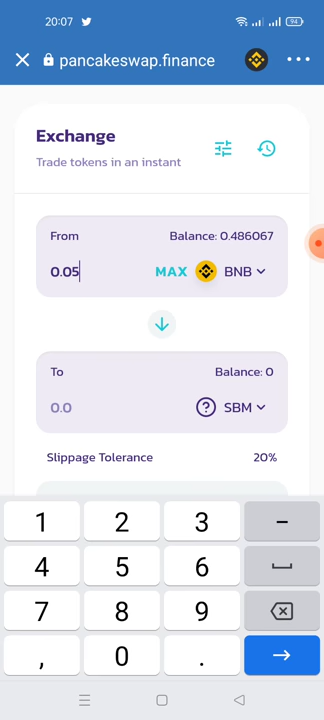 20:07
94
pancakeswap.finance
Exchange
Trade tokens in an instant
From
Balance: 0.486067
0.05
MAX
BNB
To
Balance: 0
0.0
?
SBM
Slippage Tolerance
20%
1 2 3 -
4 5 6
7 8 9
, 0 .